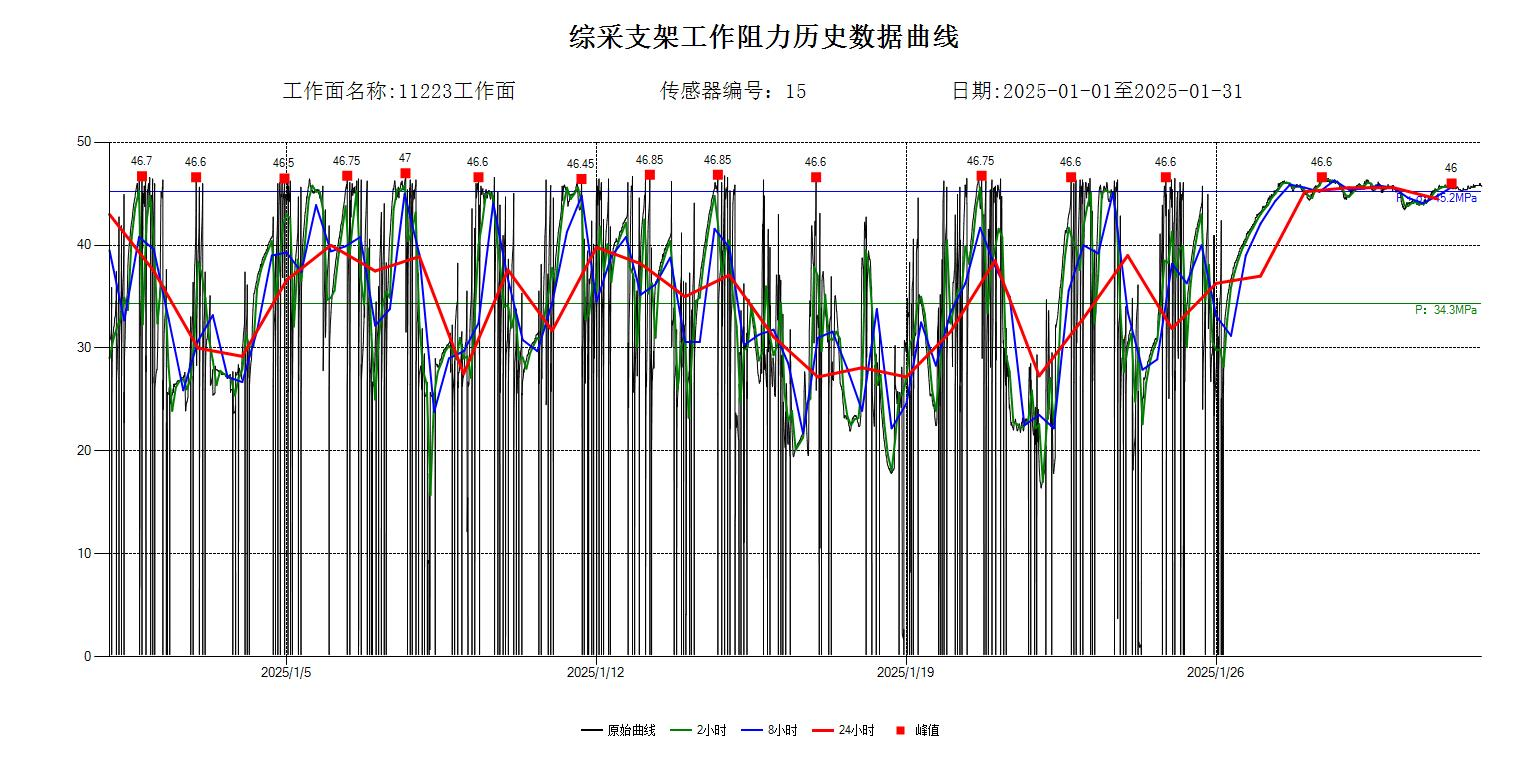 综采支架工作阻力历史数据曲线
工作面名称:11223工作面 传感器编号：15 日期:2025-01-01至2025-01-31
50
46.7 46.6 46.5 46.75 47 46.6 46.45 46.85 46.85 46.6 46.75 46.6 46.6 46.6 46
5.2MPa
40
P：34.3MPa
30
20
10
0
2025/1/5 2025/1/12 2025/1/19 2025/1/26
原始曲线 2小时 8小时 24小时 峰值